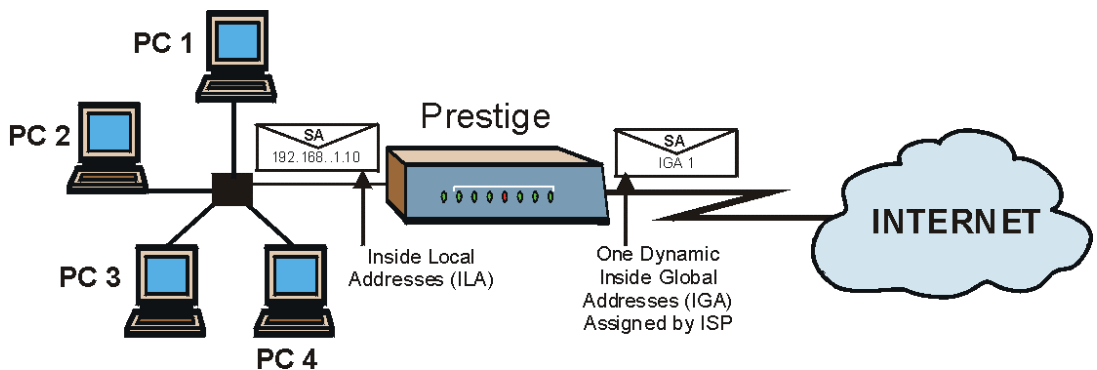 PC 1
PC 2
PC 3
PC 4
SA
192.168..1.10
Prestige
SA
IGA 1
Inside Local
Addresses (ILA)
One Dynamic
Inside Global
Addresses (IGA)
Assigned by ISP
INTERNET